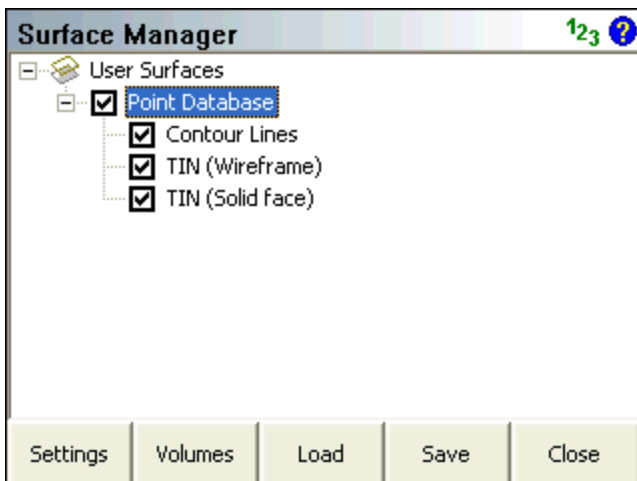 Surface Manager 123 ?
User Surfaces
Point Database
Contour Lines
TIN (Wireframe)
TIN (Solid face)
Settings Volumes Load Save Close